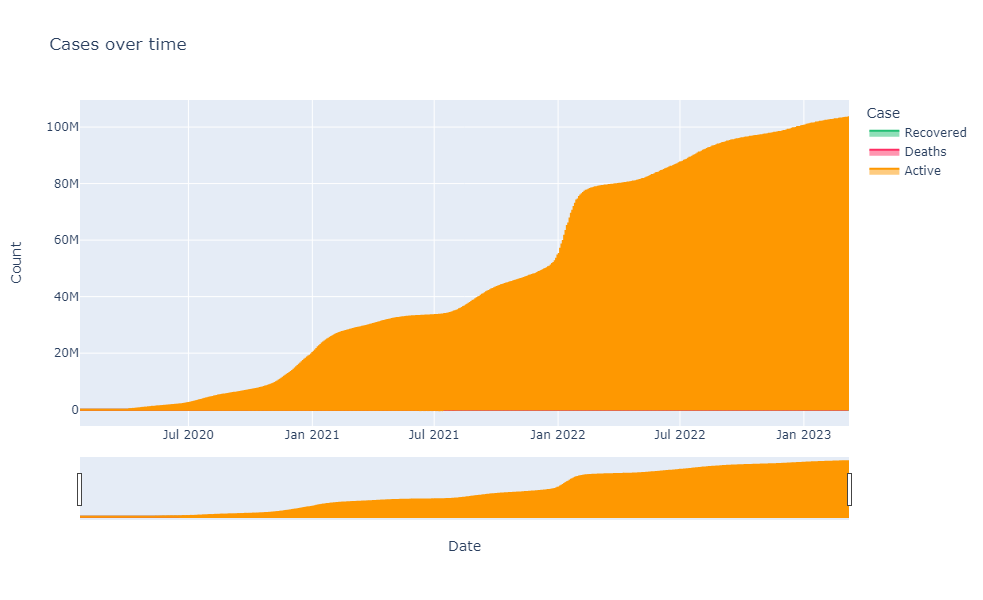 Cases over time
Case
Recovered
Deaths
Active
Count
100M
80M
60M
40M
20M
0
Jul 2020
Jan 2021
Jul 2021
Jan 2022
Jul 2022
Jan 2023
Date